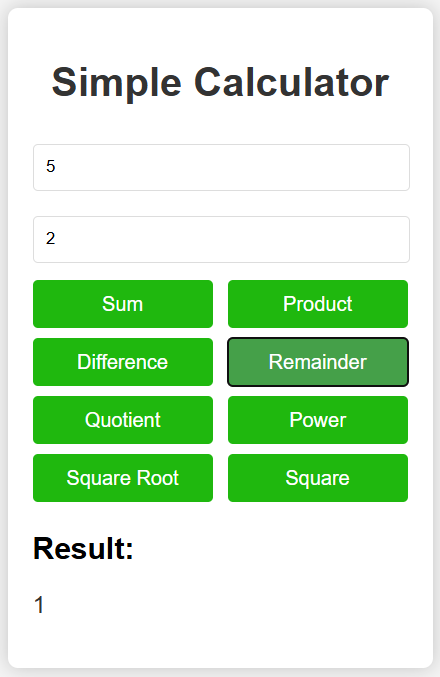 Simple Calculator
5
2
Sum Product
Difference Remainder
Quotient Power
Square Root Square
Result:
1